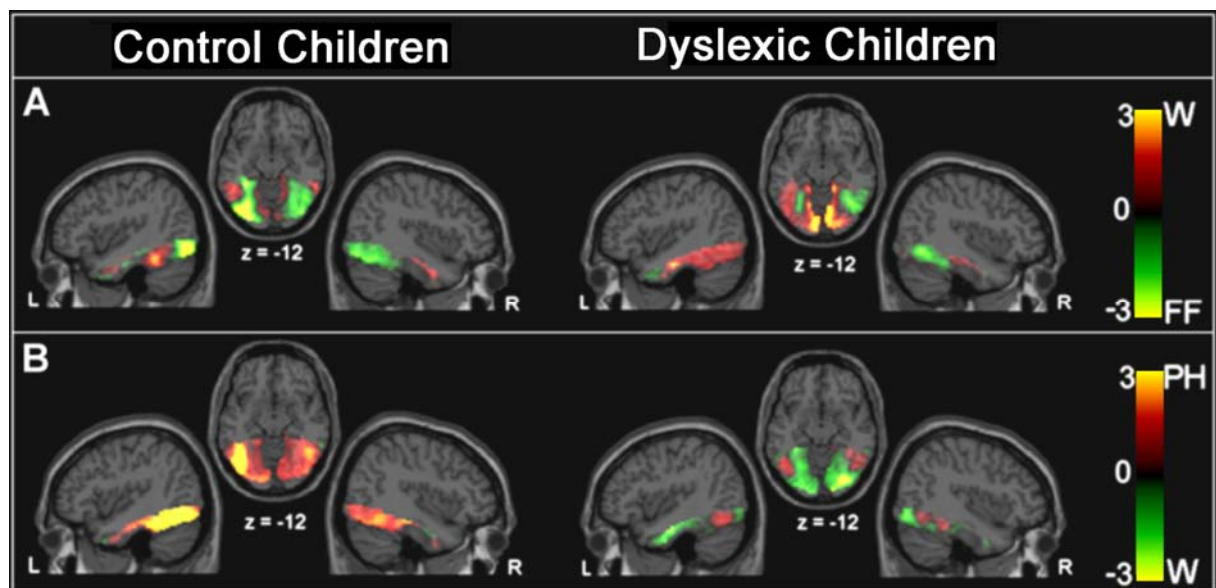 Control Children Dyslexic Children
A
z = -12
L R
z = -12
L R
3 W
0
-3 FF
B
z = -12
L R
z = -12
L R
3 PH
0
-3 W